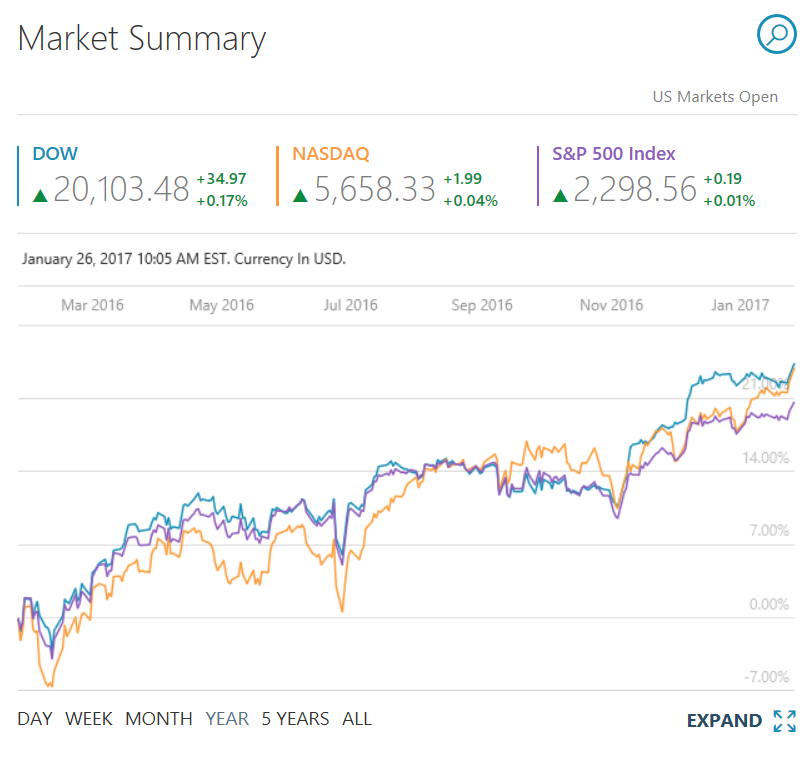 Market Summary
US Markets Open
DOW
20,103.48
+34.97
+0.17%
NASDAQ
5,658.33
+1.99
+0.04%
S&P 500 Index
2,298.56
+0.19
+0.01%
January 26, 2017 10:05 AM EST. Currency In USD.
Mar 2016 May 2016 Jul 2016 Sep 2016 Nov 2016 Jan 2017
21.00%
14.00%
7.00%
0.00%
-7.00%
DAY WEEK MONTH YEAR 5 YEARS ALL
EXPAND